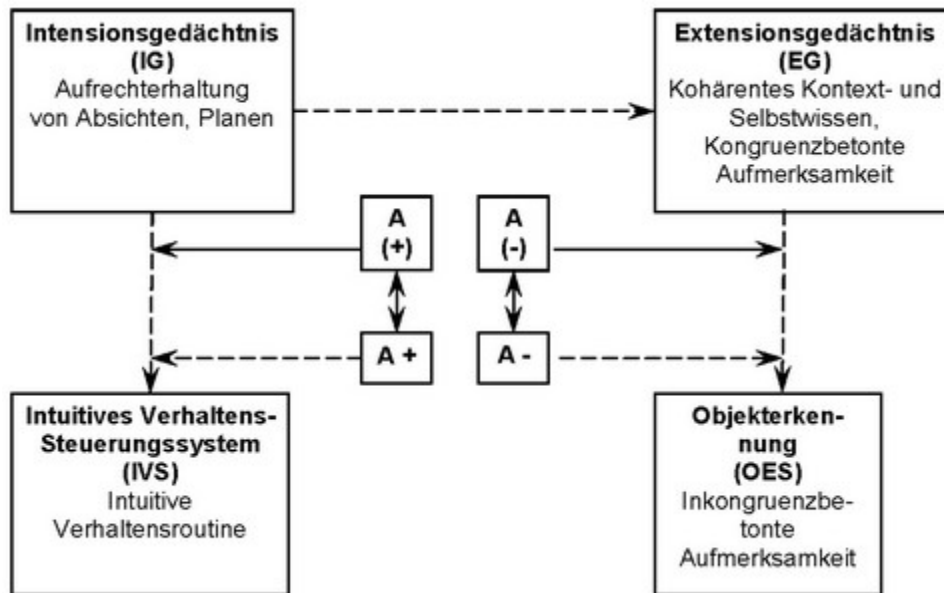 Intensionsgedächtnis
(IG)
Aufrechterhaltung
von Absichten, Planen
Extensionsgedächtnis
(EG)
Kohärentes Kontext- und
Selbstwissen,
Kongruenzbetonte
Aufmerksamkeit
A
(+)
A
(-)
A +
A -
Intuitives Verhaltens-
Steuerungssystem
(IVS)
Intuitive
Verhaltensroutine
Objekterken-
nung
(OES)
Inkongruenzbe-
tonte
Aufmerksamkeit